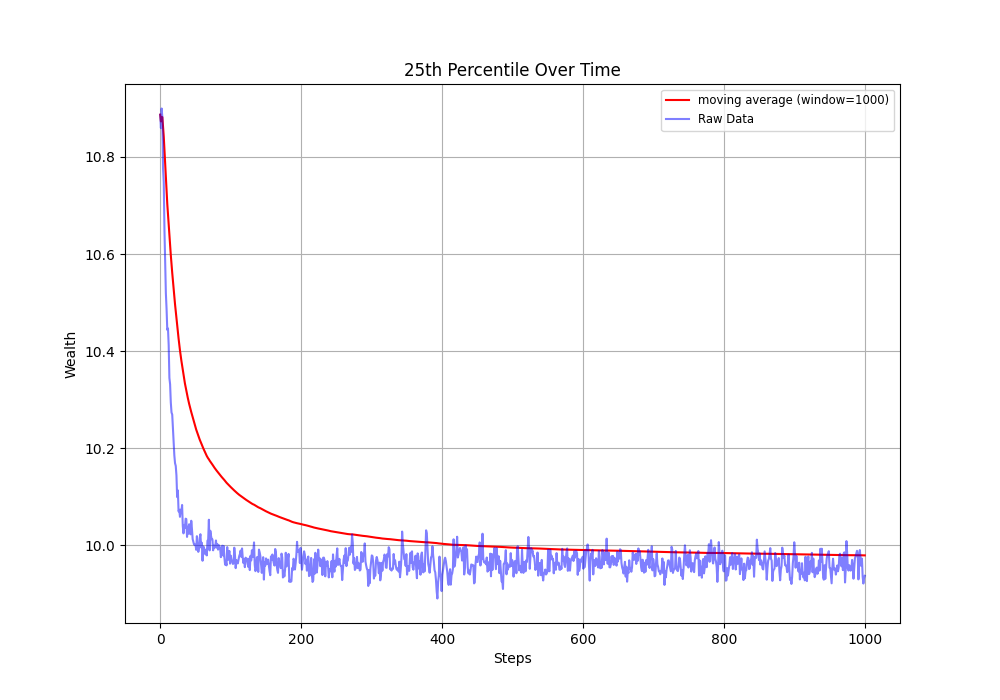 25th Percentile Over Time
moving average (window=1000)
Raw Data
Wealth
10.8
10.6
10.4
10.2
10.0
0 200 400 600 800 1000
Steps